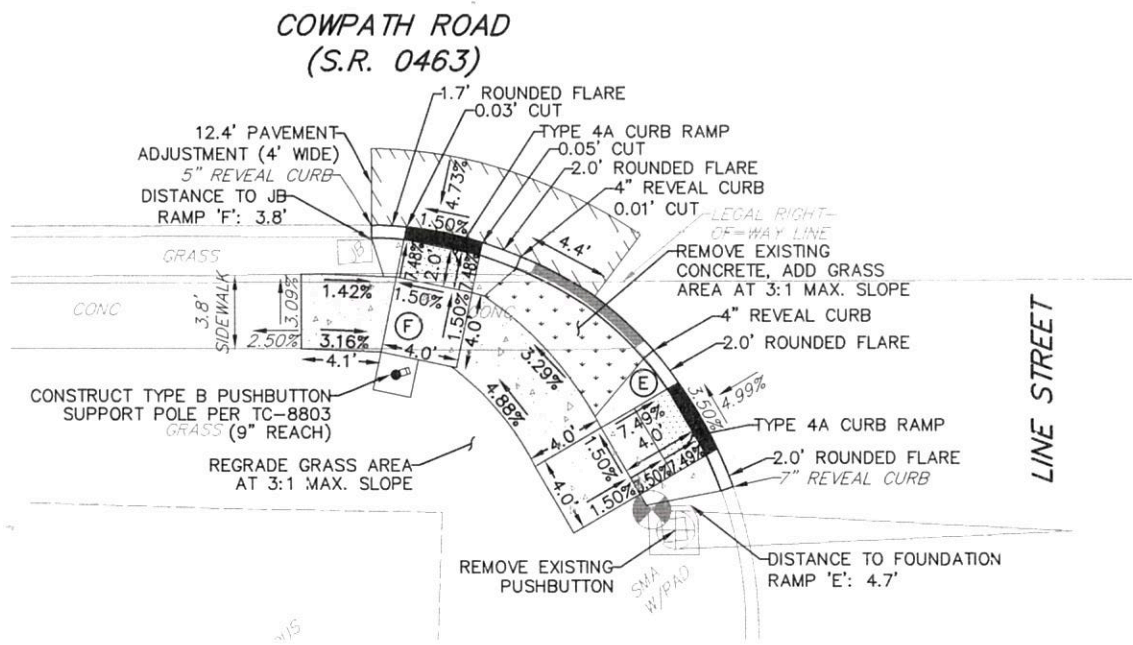 COWPATH ROAD
(S.R. 0463)
1.7' ROUNDED FLARE
0.03' CUT
12.4' PAVEMENT
ADJUSTMENT (4' WIDE)
5" REVEAL CURB
DISTANCE TO JB
RAMP 'F': 3.8'
TYPE 4A CURB RAMP
0.05' CUT
2.0' ROUNDED FLARE
4" REVEAL CURB
0.01' CUT
LEGAL RIGHT-
OF-WAY LINE
REMOVE EXISTING
CONCRETE, ADD GRASS
AREA AT 3:1 MAX. SLOPE
4" REVEAL CURB
2.0' ROUNDED FLARE
4.73%
1.50%
4.4'
GRASS
JB
7.48%
2.0'
7.48%
CONC
3.8'
SIDEWALK
3.09%
2.50%
1.42%
3.16%
4.1'
1.50%
F
1.50%
4.0'
4.0'
CONC
3.29%
4.88%
E
3.50%
4.99%
LINE STREET
CONSTRUCT TYPE B PUSHBUTTON
SUPPORT POLE PER TC-8803
GRASS (9" REACH)
REGRADE GRASS AREA
AT 3:1 MAX. SLOPE
7.49%
4.0'
4.0'
1.50%
4.0'
1.50%
3.50%
7.49%
TYPE 4A CURB RAMP
2.0' ROUNDED FLARE
7" REVEAL CURB
REMOVE EXISTING
PUSHBUTTON
SMA
W/PAD
DISTANCE TO FOUNDATION
RAMP 'E': 4.7'